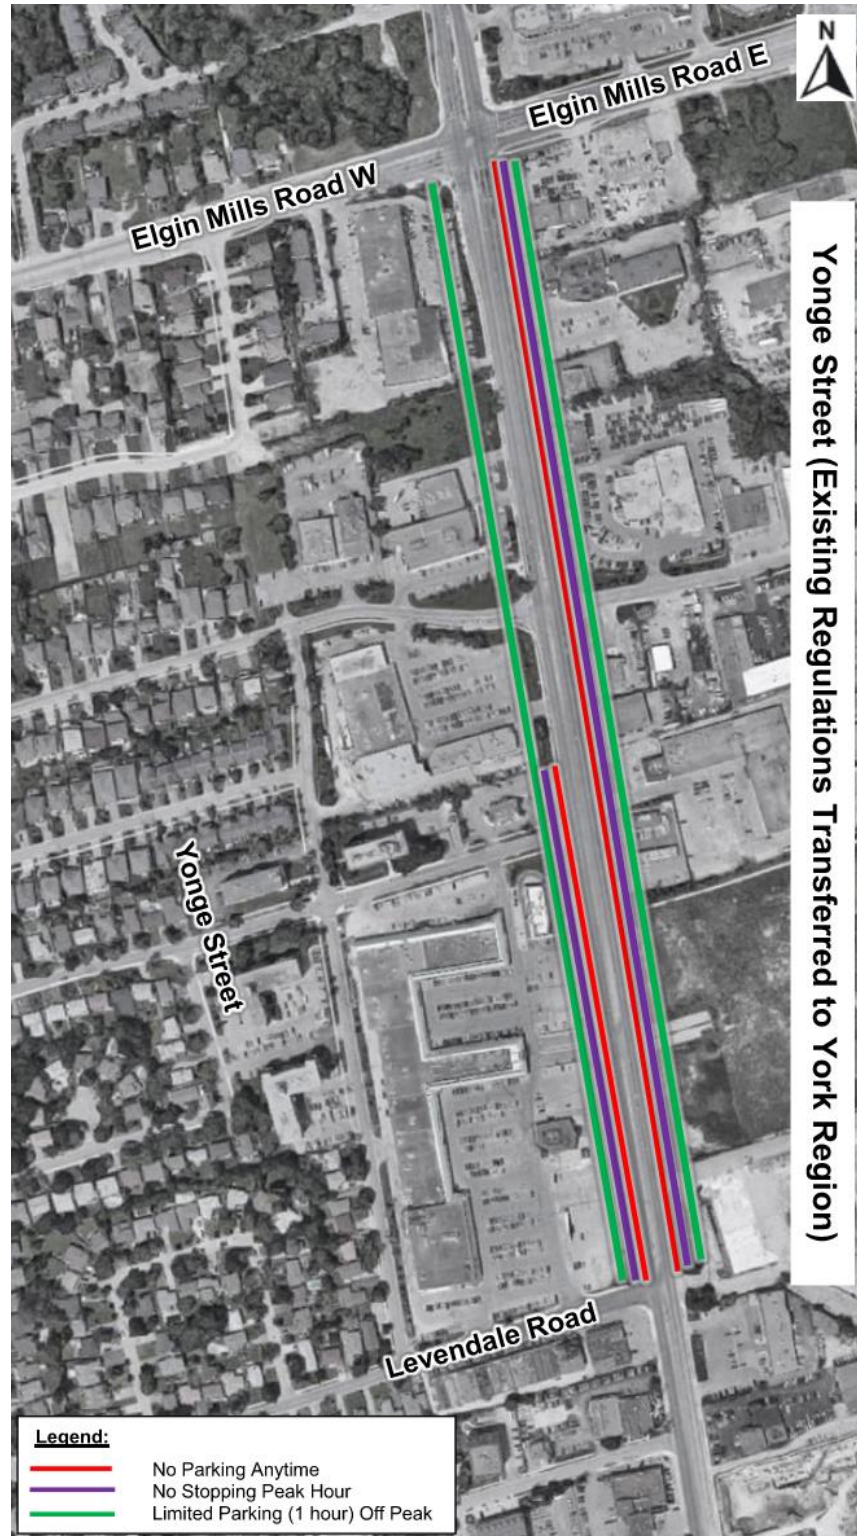 N
Elgin Mills Road E
Elgin Mills Road W
Yonge Street (Existing Regulations Transferred to York Region)
Yonge Street
Levendale Road
Legend:
No Parking Anytime
No Stopping Peak Hour
Limited Parking (1 hour) Off Peak